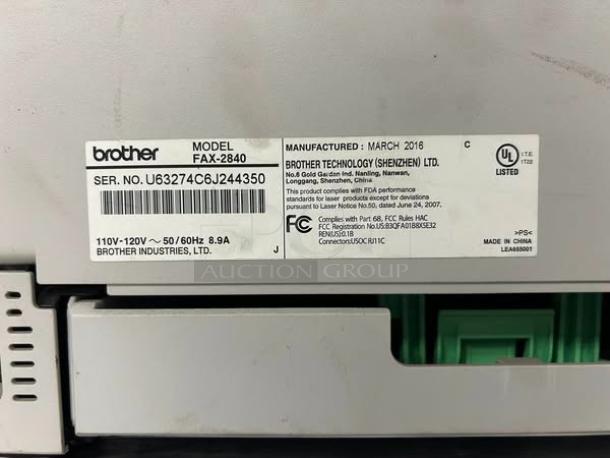 brother
MODEL
FAX-2840
SER. NO. U63274C6J244350
110V-120V ~ 50/60Hz 8.9A
BROTHER INDUSTRIES, LTD.
J
MANUFACTURED : MARCH 2016
C
BROTHER TECHNOLOGY (SHENZHEN) LTD.
No.6 Gold Garden Ind. Nanling, Nanwan,
Longgang, Shenzhen, China
This product complies with FDA performance
standards for laser products except for deviations
pursuant to Laser Notice No.50, dated June 24, 2007.
FC Complies with Part 68, FCC Rules HAC
FCC Registration No.US:B3QFA01B8X5E32
REN(US):0.1B
Connectors:USOC RJ11C
UL
LISTED
I.T.E.
>PS<
MADE IN CHINA
AUCTION GROUP